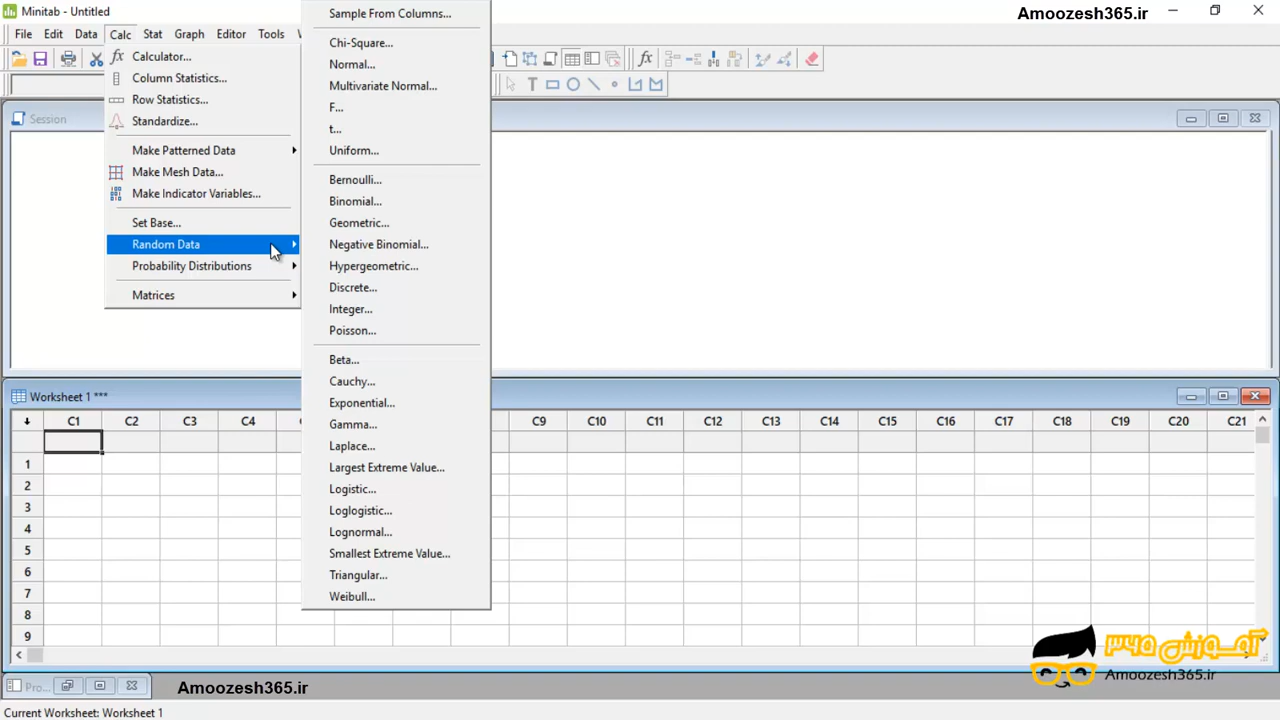 Minitab - Untitled
Amoozesh365.ir
File Edit Data Calc Stat Graph Editor Tools
Calculator...
Column Statistics...
Row Statistics...
Standardize...
Make Patterned Data
Make Mesh Data...
Make Indicator Variables...
Set Base...
Random Data
Probability Distributions
Matrices
Sample From Columns...
Chi-Square...
Normal...
Multivariate Normal...
F...
t...
Uniform...
Bernoulli...
Binomial...
Geometric...
Negative Binomial...
Hypergeometric...
Discrete...
Integer...
Poisson...
Beta...
Cauchy...
Exponential...
Gamma...
Laplace...
Largest Extreme Value...
Logistic...
Loglogistic...
Lognormal...
Smallest Extreme Value...
Triangular...
Weibull...
Session
Worksheet 1 ***
C1 C2 C3 C4 C9 C10 C11 C12 C13 C14 C15 C16 C17 C18 C19 C20 C21
1
2
3
4
5
6
7
8
9
آموزش ۳۶۵
Amoozesh365.ir
Pro...
Amoozesh365.ir
Current Worksheet: Worksheet 1